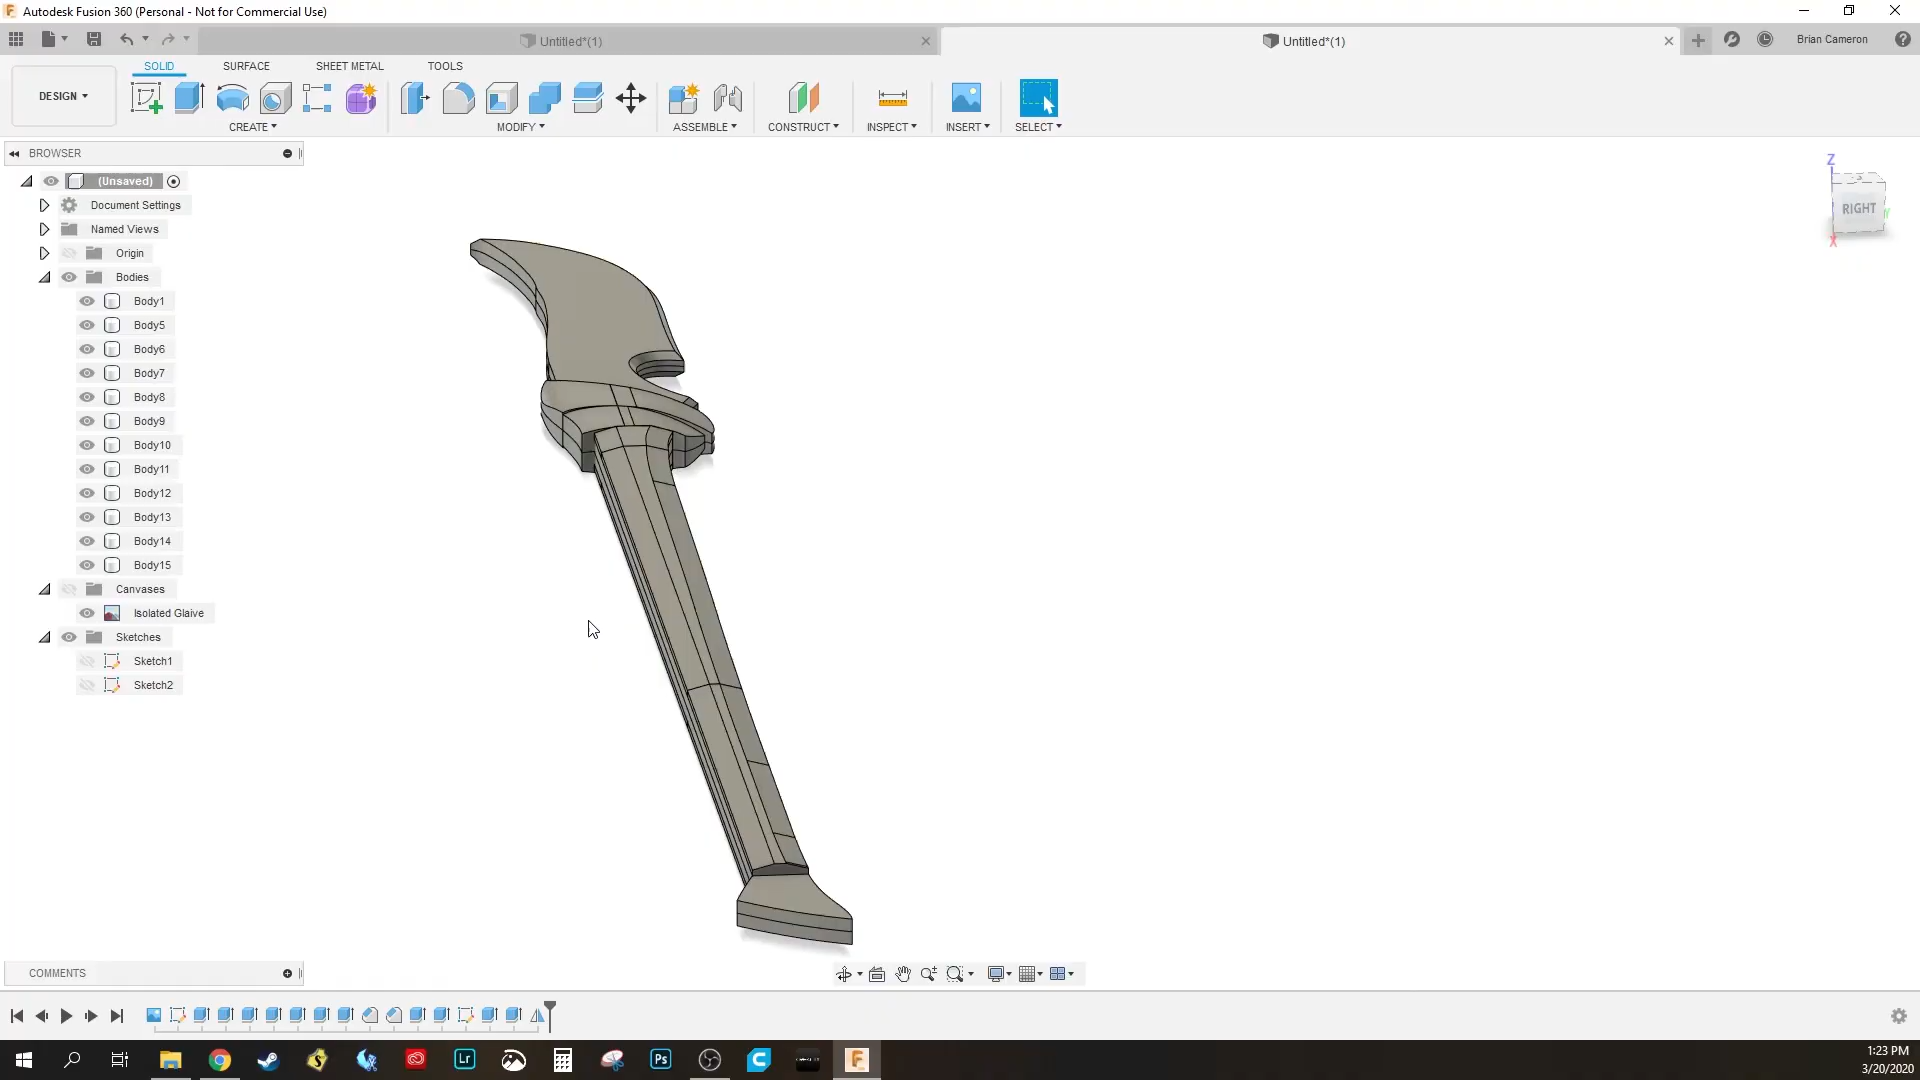 Autodesk Fusion 360 (Personal - Not for Commercial Use)
Untitled*(1)
Untitled*(1)
Brian Cameron
DESIGN
SOLID
SURFACE
SHEET METAL
TOOLS
CREATE
MODIFY
ASSEMBLE
CONSTRUCT
INSPECT
INSERT
SELECT
BROWSER
(Unsaved)
Document Settings
Named Views
Origin
Bodies
Body1
Body5
Body6
Body7
Body8
Body9
Body10
Body11
Body12
Body13
Body14
Body15
Canvases
Isolated Glaive
Sketches
Sketch1
Sketch2
Z
RIGHT
Y
X
COMMENTS
Lr
Ps
1:23 PM
3/20/2020